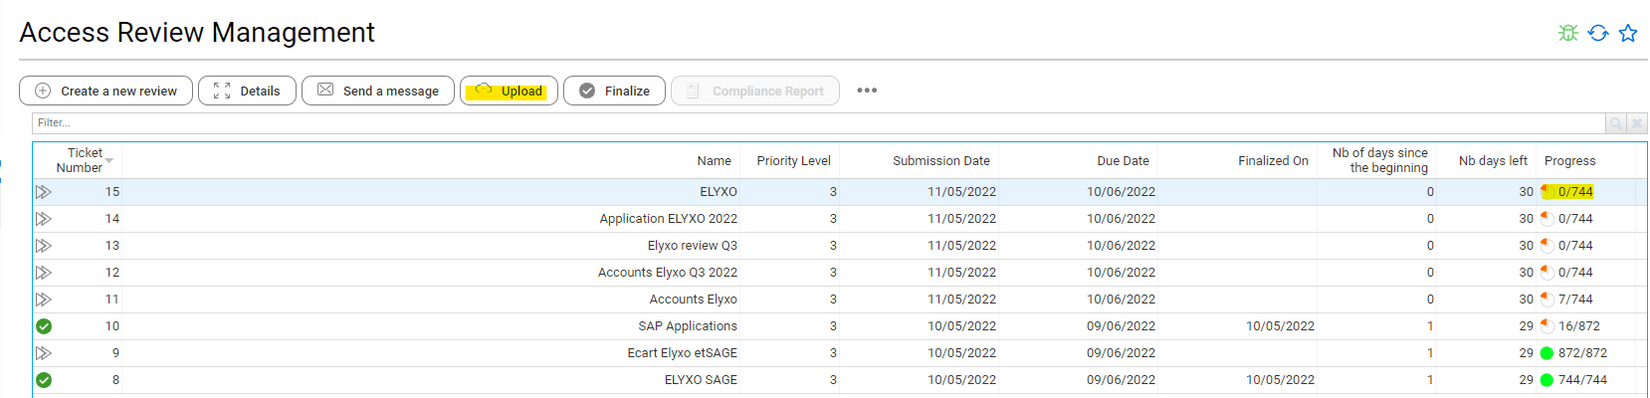 Access Review Management
Create a new review Details Send a message Upload Finalize Compliance Report
Filter...
Ticket Number Name Priority Level Submission Date Due Date Finalized On Nb of days since the beginning Nb days left Progress
15 ELYXO 3 11/05/2022 10/06/2022 0 30 0/744
14 Application ELYXO 2022 3 11/05/2022 10/06/2022 0 30 0/744
13 Elyxo review Q3 3 11/05/2022 10/06/2022 0 30 0/744
12 Accounts Elyxo Q3 2022 3 11/05/2022 10/06/2022 0 30 0/744
11 Accounts Elyxo 3 11/05/2022 10/06/2022 0 30 7/744
10 SAP Applications 3 10/05/2022 09/06/2022 10/05/2022 1 29 16/872
9 Ecart Elyxo etSAGE 3 10/05/2022 09/06/2022 1 29 872/872
8 ELYXO SAGE 3 10/05/2022 09/06/2022 10/05/2022 1 29 744/744